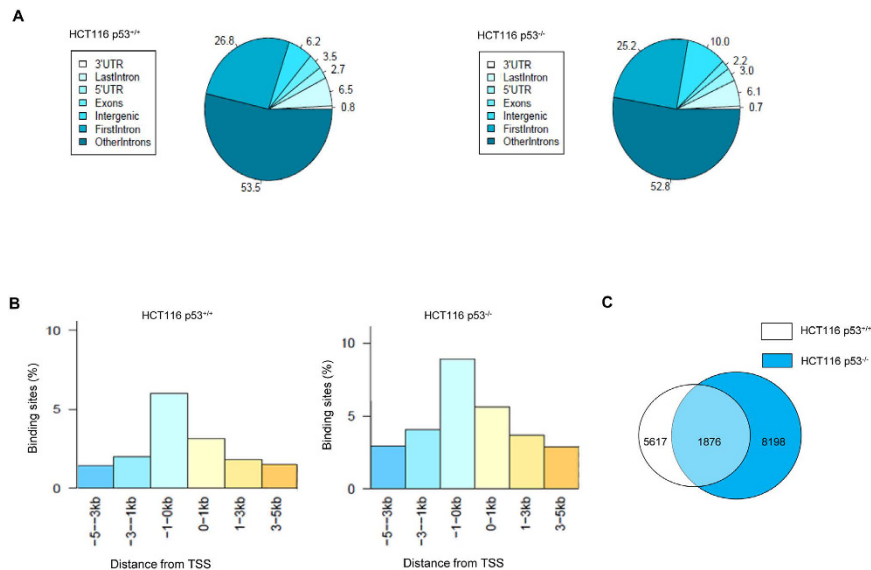 A
HCT116 p53+/+
3'UTR
LastIntron
5'UTR
Exons
Intergenic
FirstIntron
OtherIntrons
26.8
6.2
3.5
2.7
6.5
0.8
53.5
HCT116 p53-/-
3'UTR
LastIntron
5'UTR
Exons
Intergenic
FirstIntron
OtherIntrons
25.2
10.0
2.2
3.0
6.1
0.7
52.8
B
HCT116 p53+/+
Binding sites (%)
10
5
0
−5−−3kb
−3−−1kb
−1−0kb
0−1kb
1−3kb
3−5kb
Distance from TSS
HCT116 p53-/-
Binding sites (%)
10
5
0
−5−−3kb
−3−−1kb
−1−0kb
0−1kb
1−3kb
3−5kb
Distance from TSS
C
HCT116 p53+/+
HCT116 p53-/-
5617
1876
8198